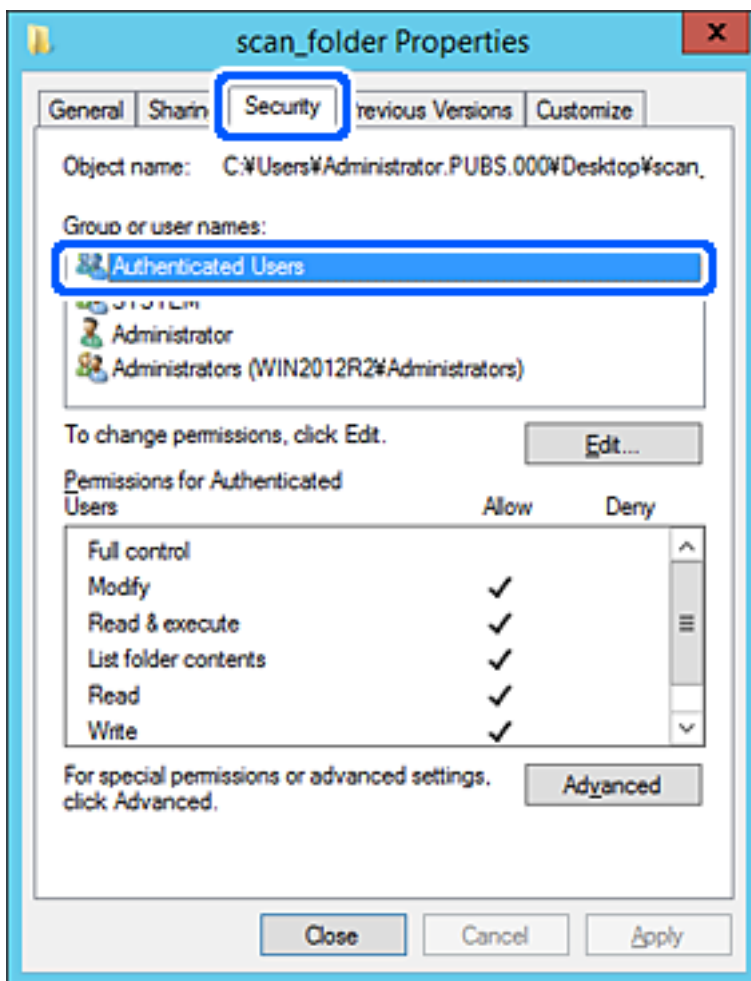 scan_folder Properties
x
General Security Previous Versions Customize
Object name: C:¥Users¥Administrator.PUBS.000¥Desktop¥scan_
Group or user names:
Authenticated Users
SYSTEM
Administrator
Administrators (WIN2012R2¥Administrators)
To change permissions, click Edit.
Edit...
Permissions for Authenticated
Users Allow Deny
Full control
Modify
Read & execute
List folder contents
Read
Write
For special permissions or advanced settings,
click Advanced.
Advanced
Close Cancel Apply